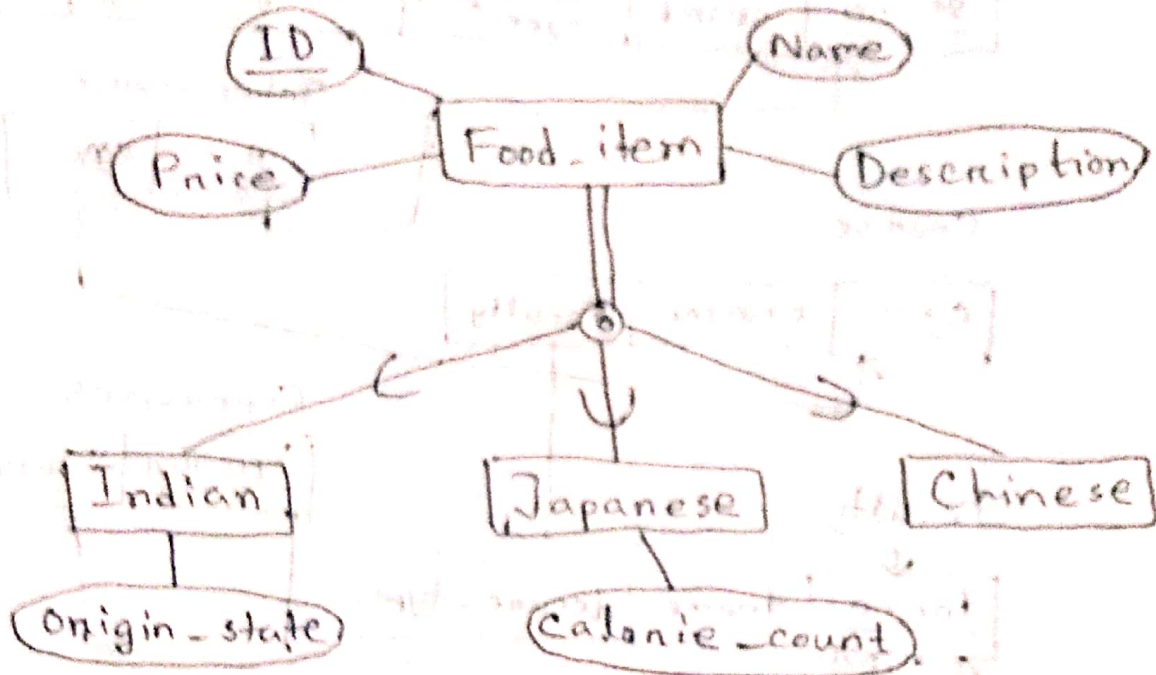 ID
Name
Food_item
Price
Description
o
Indian
Japanese
Chinese
origin_state
Calorie_count